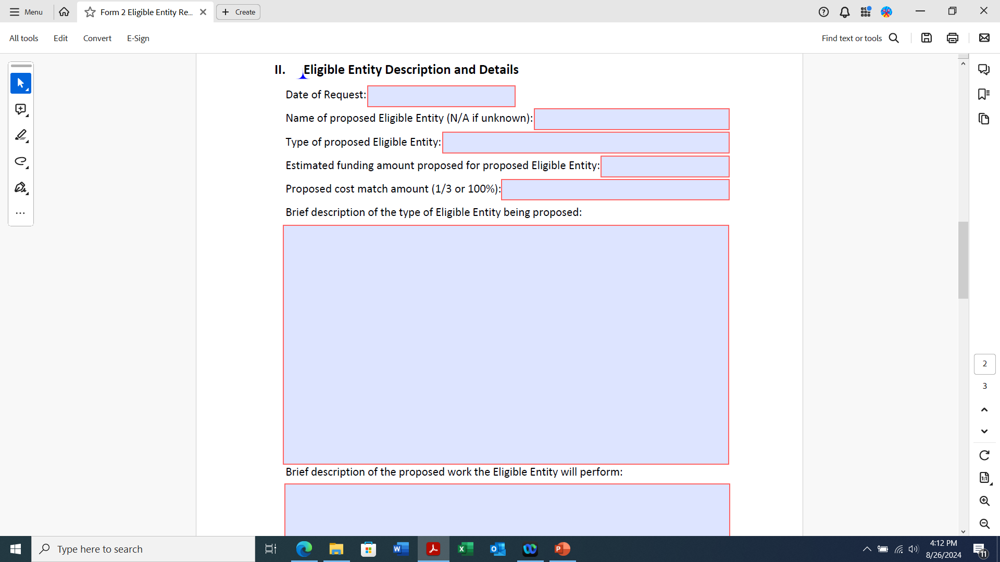 Menu
Form 2 Eligible Entity Re...
Create
All tools
Edit
Convert
E-Sign
Find text or tools
II. Eligible Entity Description and Details
Date of Request:
Name of proposed Eligible Entity (N/A if unknown):
Type of proposed Eligible Entity:
Estimated funding amount proposed for proposed Eligible Entity:
Proposed cost match amount (1/3 or 100%):
Brief description of the type of Eligible Entity being proposed:
Brief description of the proposed work the Eligible Entity will perform:
2
3
1:1
Type here to search
4:12 PM
8/26/2024
11